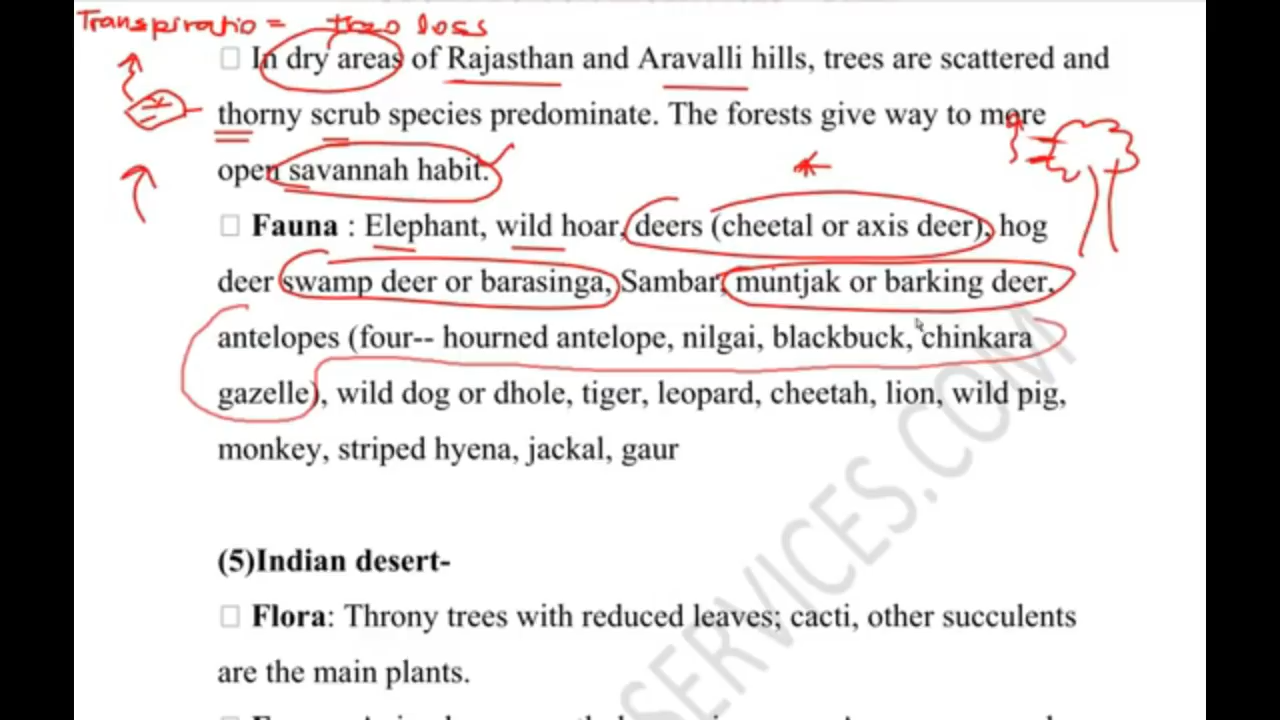 Transpiratio = H2O loss
In dry areas of Rajasthan and Aravalli hills, trees are scattered and
thorny scrub species predominate. The forests give way to more
open savannah habit.
Fauna : Elephant, wild hoar, deers (cheetal or axis deer), hog
deer swamp deer or barasinga, Sambar, muntjak or barking deer,
antelopes (four-- hourned antelope, nilgai, blackbuck, chinkara
gazelle), wild dog or dhole, tiger, leopard, cheetah, lion, wild pig,
monkey, striped hyena, jackal, gaur
SERVICES.COM
(5)Indian desert-
Flora: Throny trees with reduced leaves; cacti, other succulents
are the main plants.